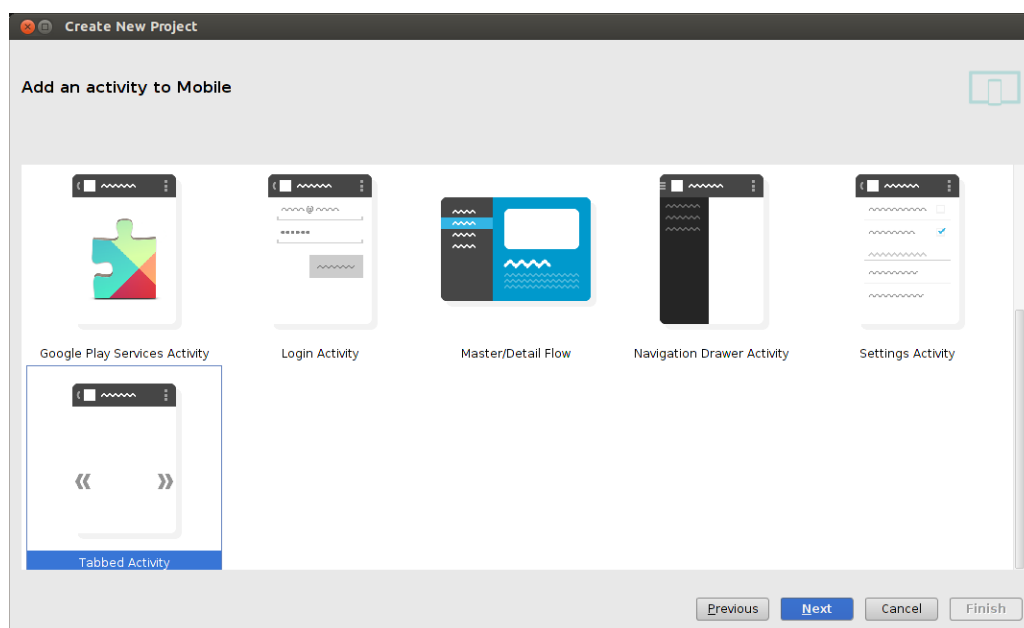 Create New Project
Add an activity to Mobile
Google Play Services Activity
Login Activity
Master/Detail Flow
Navigation Drawer Activity
Settings Activity
Tabbed Activity
Previous
Next
Cancel
Finish